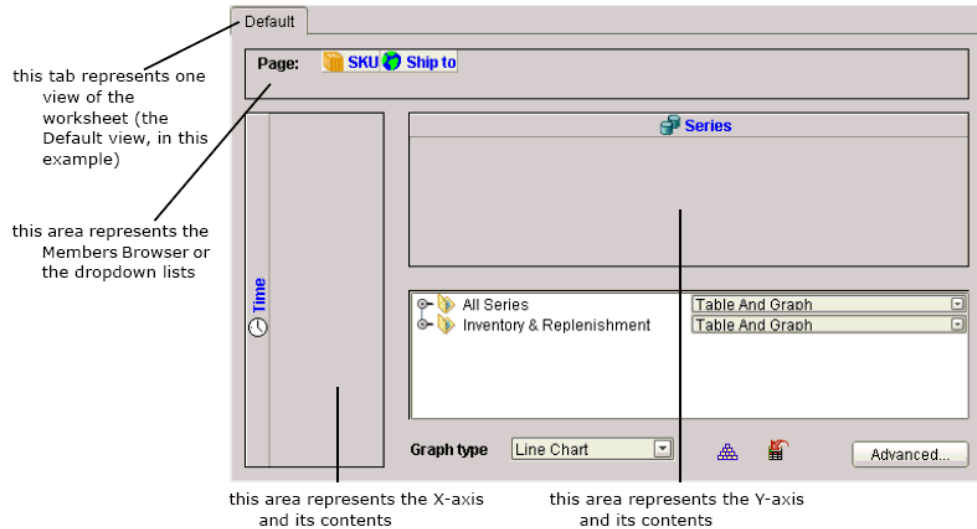 Default
Page: SKU Ship to
this tab represents one
view of the
worksheet (the
Default view, in this
example)
Series
this area represents the
Members Browser or
the dropdown lists
Time
All Series Table And Graph
Inventory & Replenishment Table And Graph
Graph type Line Chart Advanced...
this area represents the X-axis
and its contents
this area represents the Y-axis
and its contents